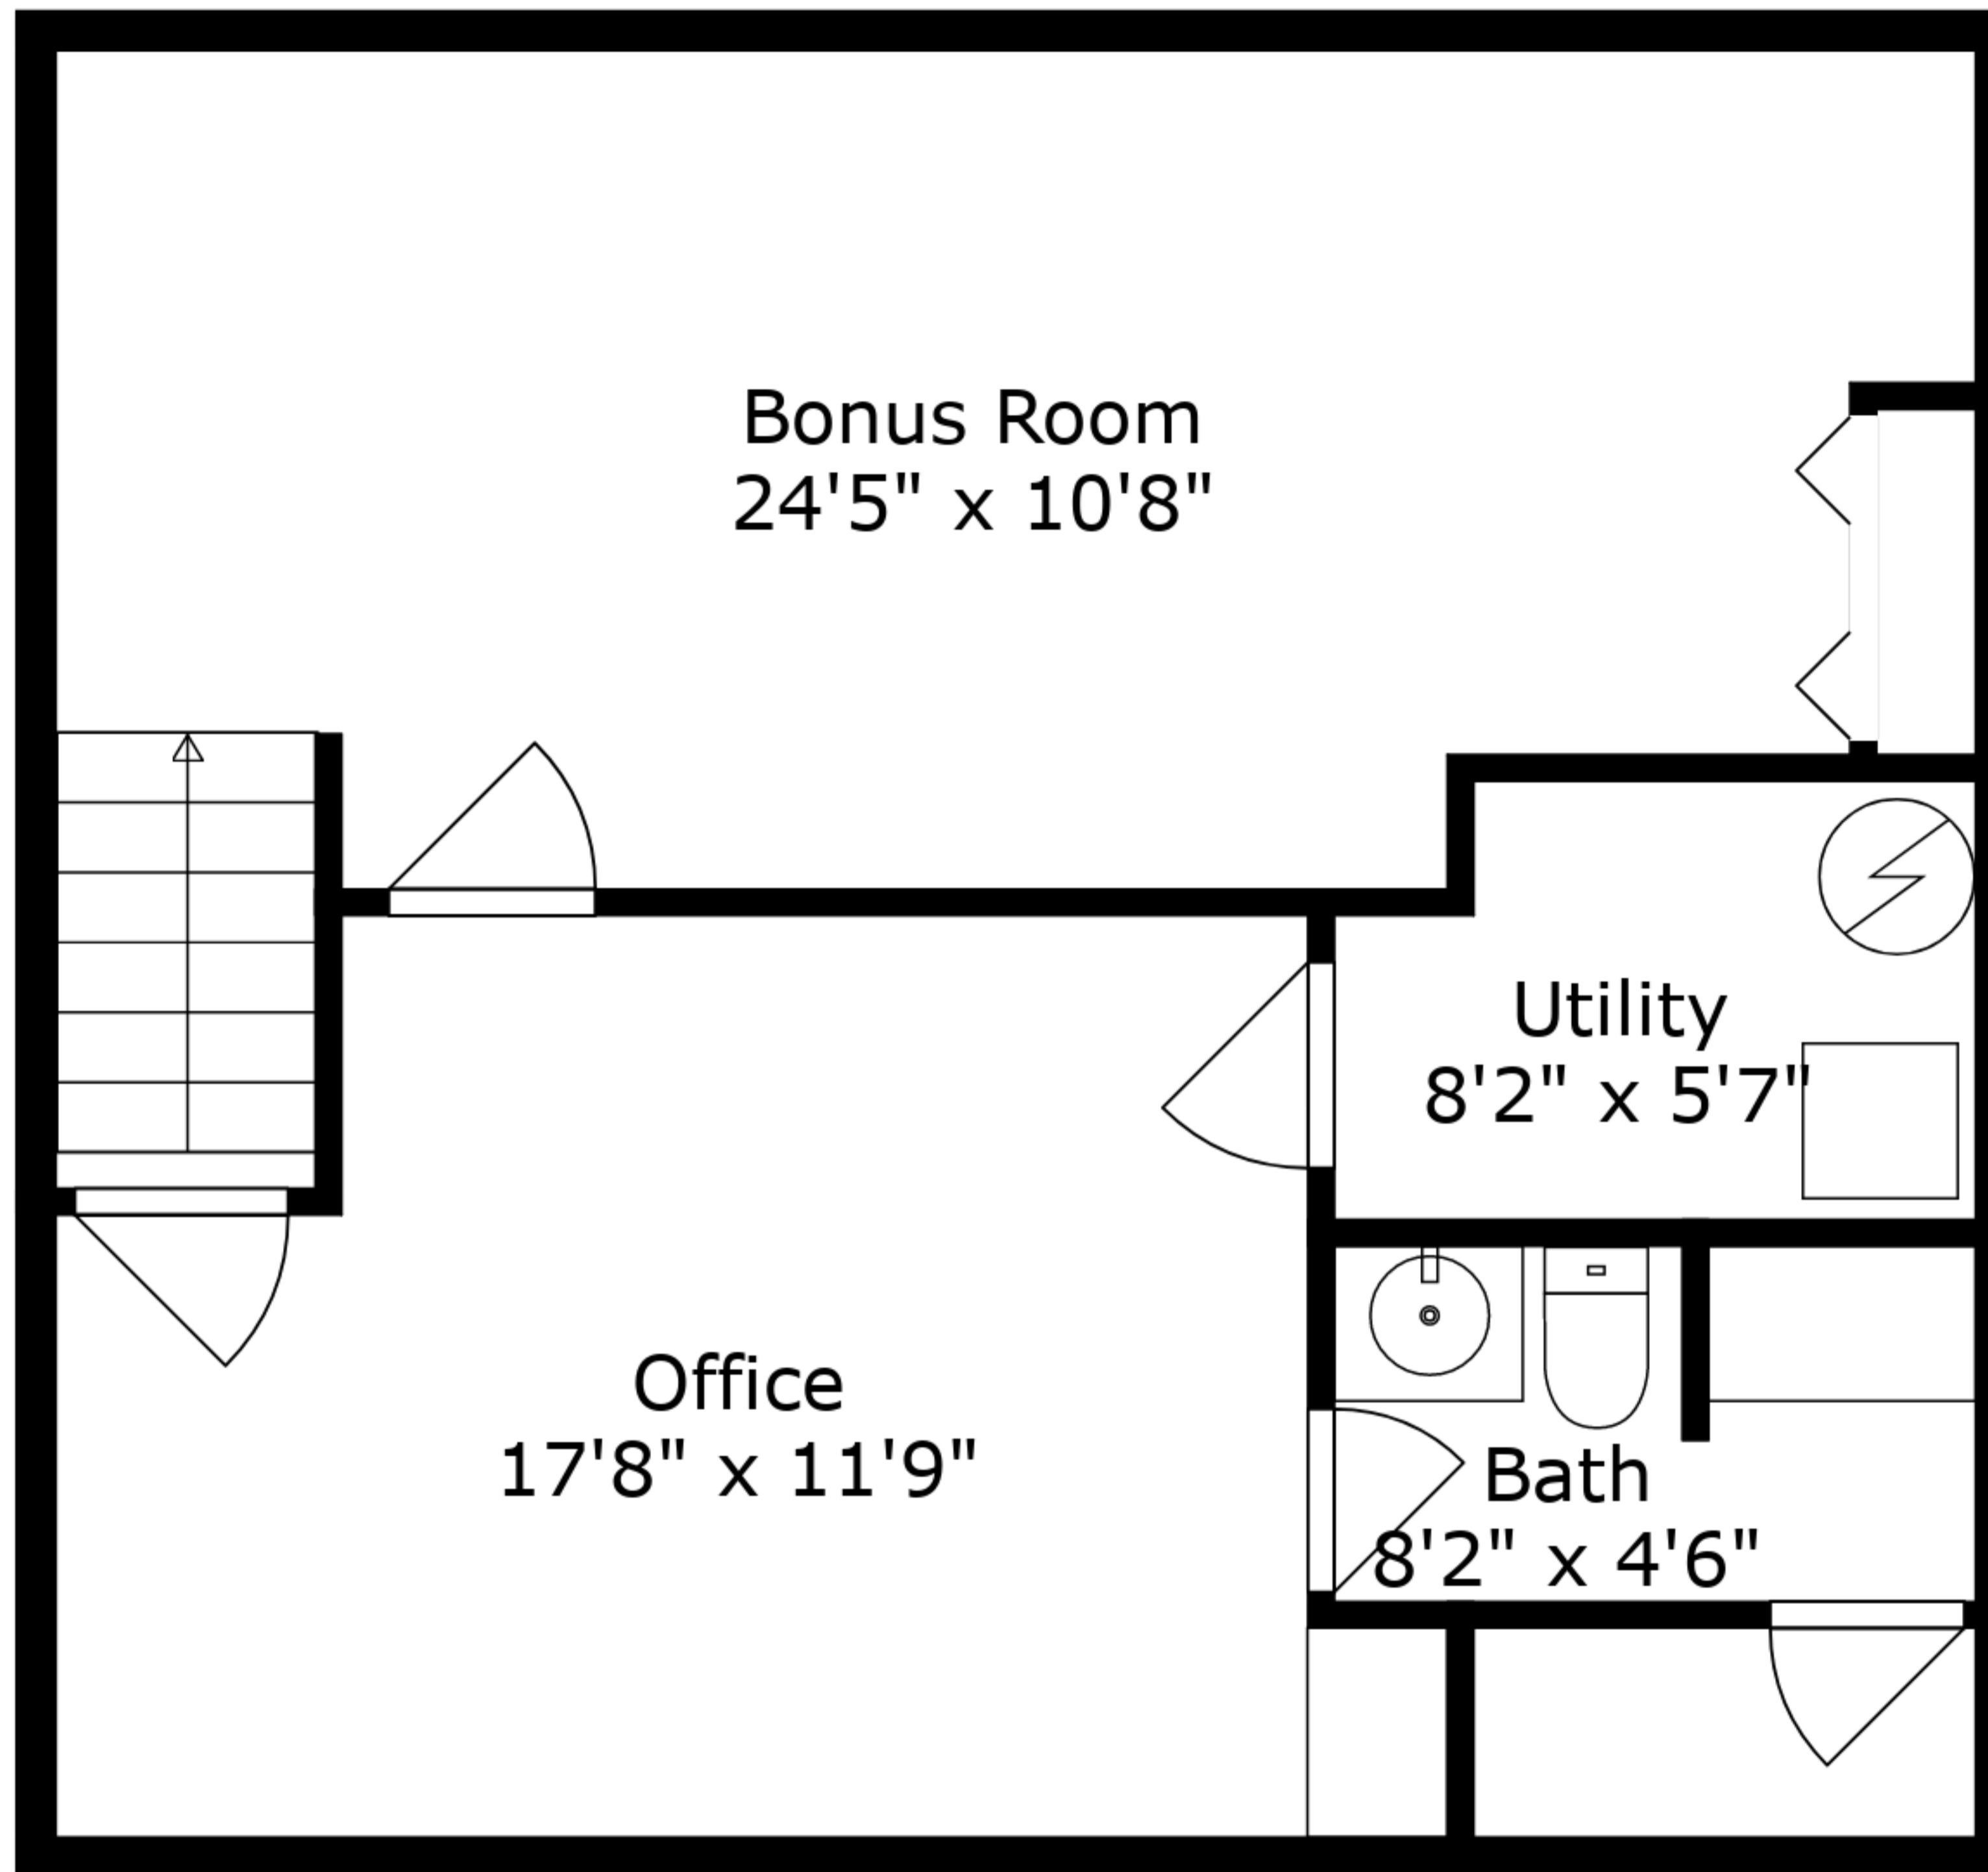 Bonus Room
24'5" x 10'8"
Utility
8'2" x 5'7"
Office
17'8" x 11'9"
Bath
8'2" x 4'6"